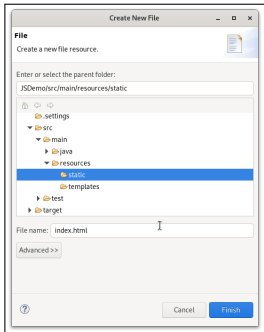 Create New File
File
Create a new file resource.
Enter or select the parent folder:
JSDemo/src/main/resources/static
.settings
src
main
java
resources
static
templates
test
target
File name: index.html
Advanced >>
Cancel
Finish